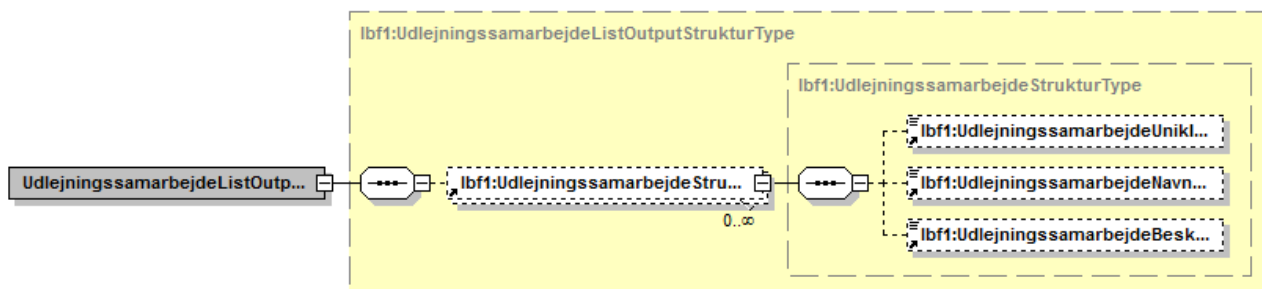 lbf1:UdlejningssamarbejdeListOutputStrukturType
lbf1:UdlejningssamarbejdeStrukturType
lbf1:UdlejningssamarbejdeUnikI...
UdlejningssamarbejdeListOutp...
lbf1:UdlejningssamarbejdeStru...
lbf1:UdlejningssamarbejdeNavn...
0..∞
lbf1:UdlejningssamarbejdeBesk...